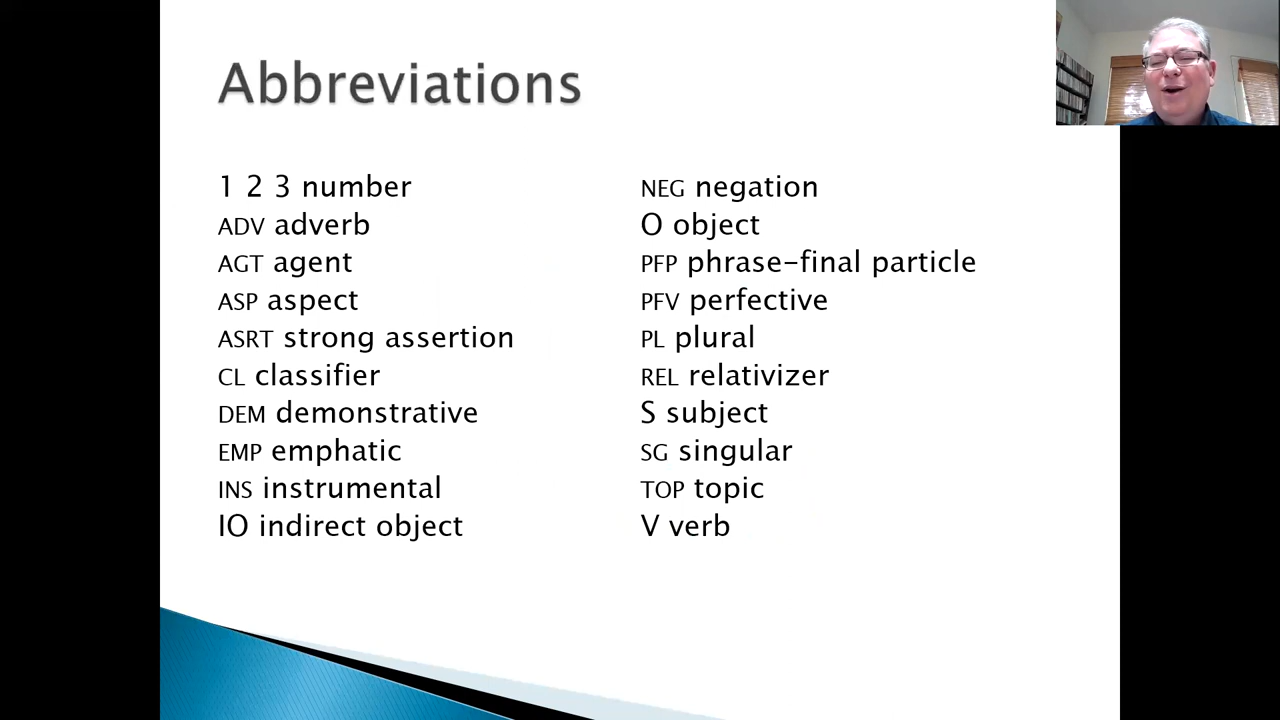 Abbreviations
1 2 3 number
ADV adverb
AGT agent
ASP aspect
ASRT strong assertion
CL classifier
DEM demonstrative
EMP emphatic
INS instrumental
IO indirect object
NEG negation
O object
PFP phrase-final particle
PFV perfective
PL plural
REL relativizer
S subject
SG singular
TOP topic
V verb